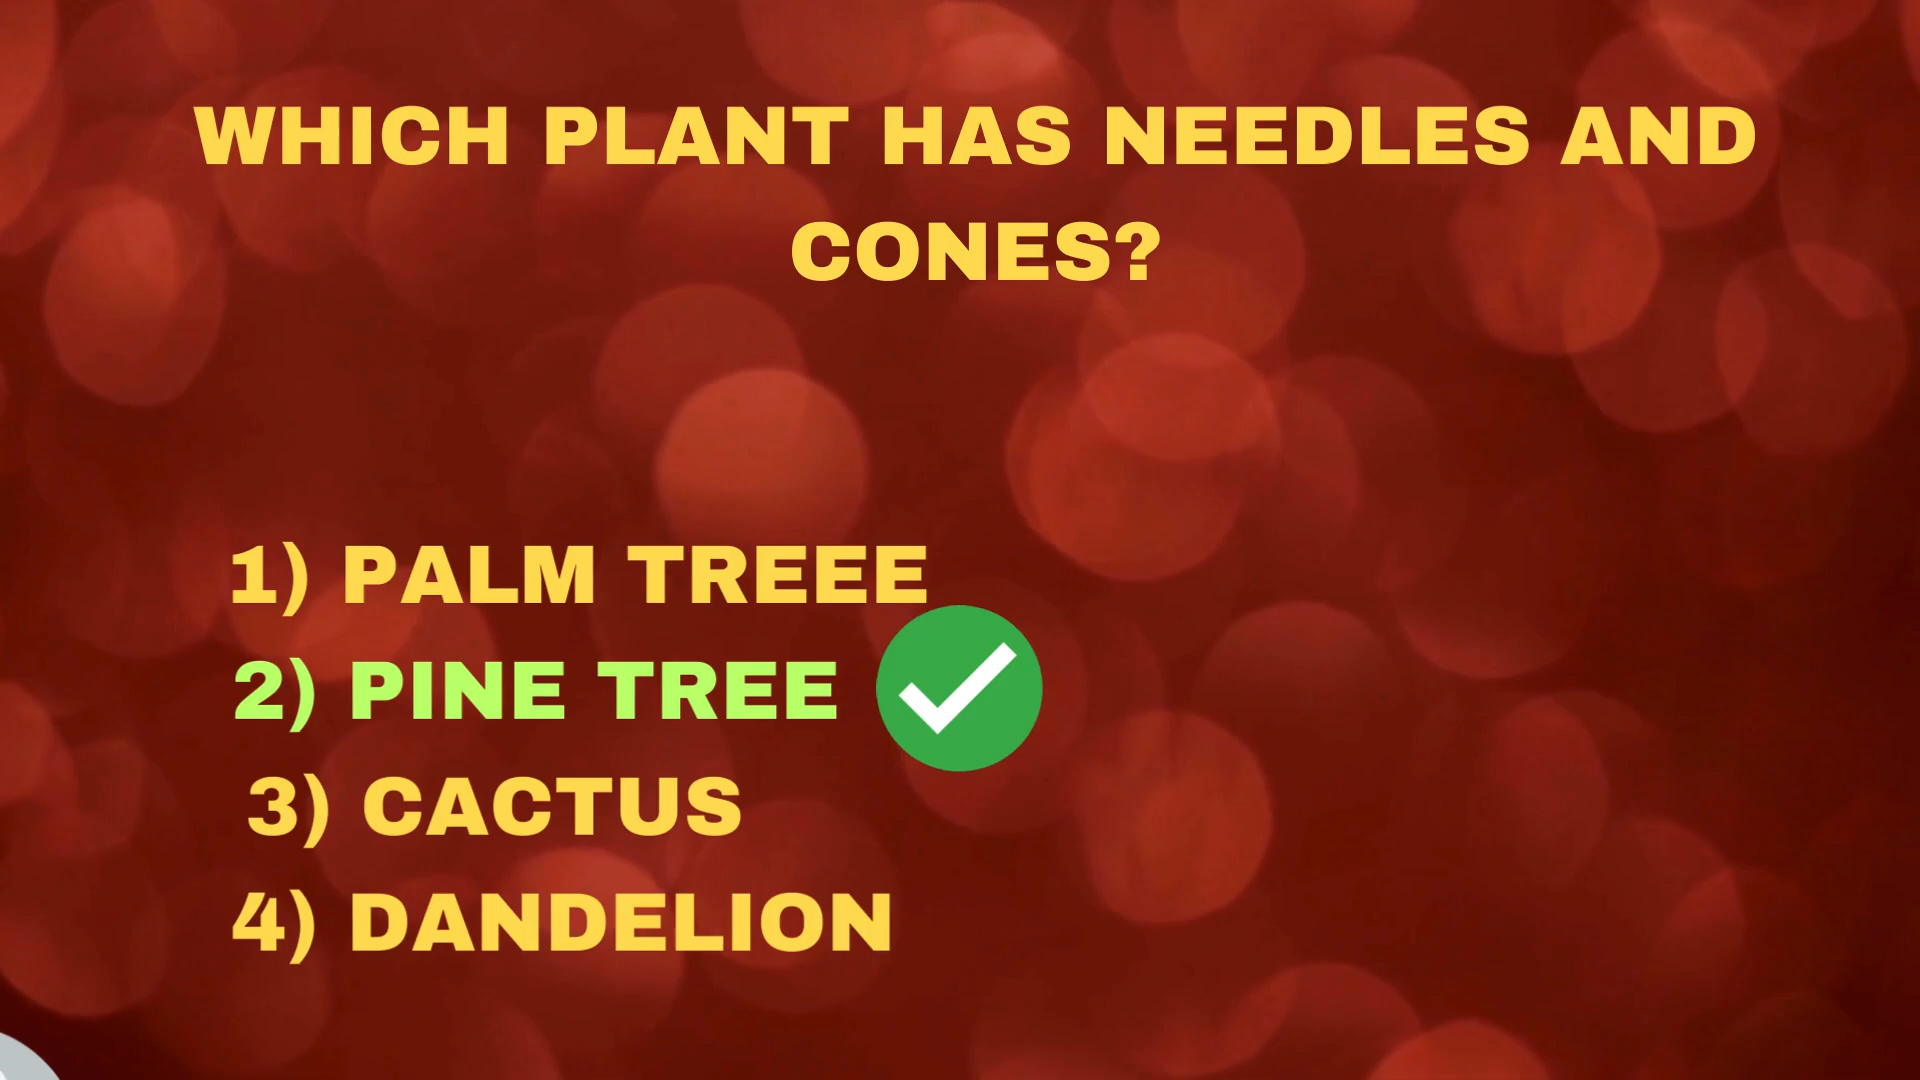 WHICH PLANT HAS NEEDLES AND
CONES?
1) PALM TREEE
2) PINE TREE
3) CACTUS
4) DANDELION